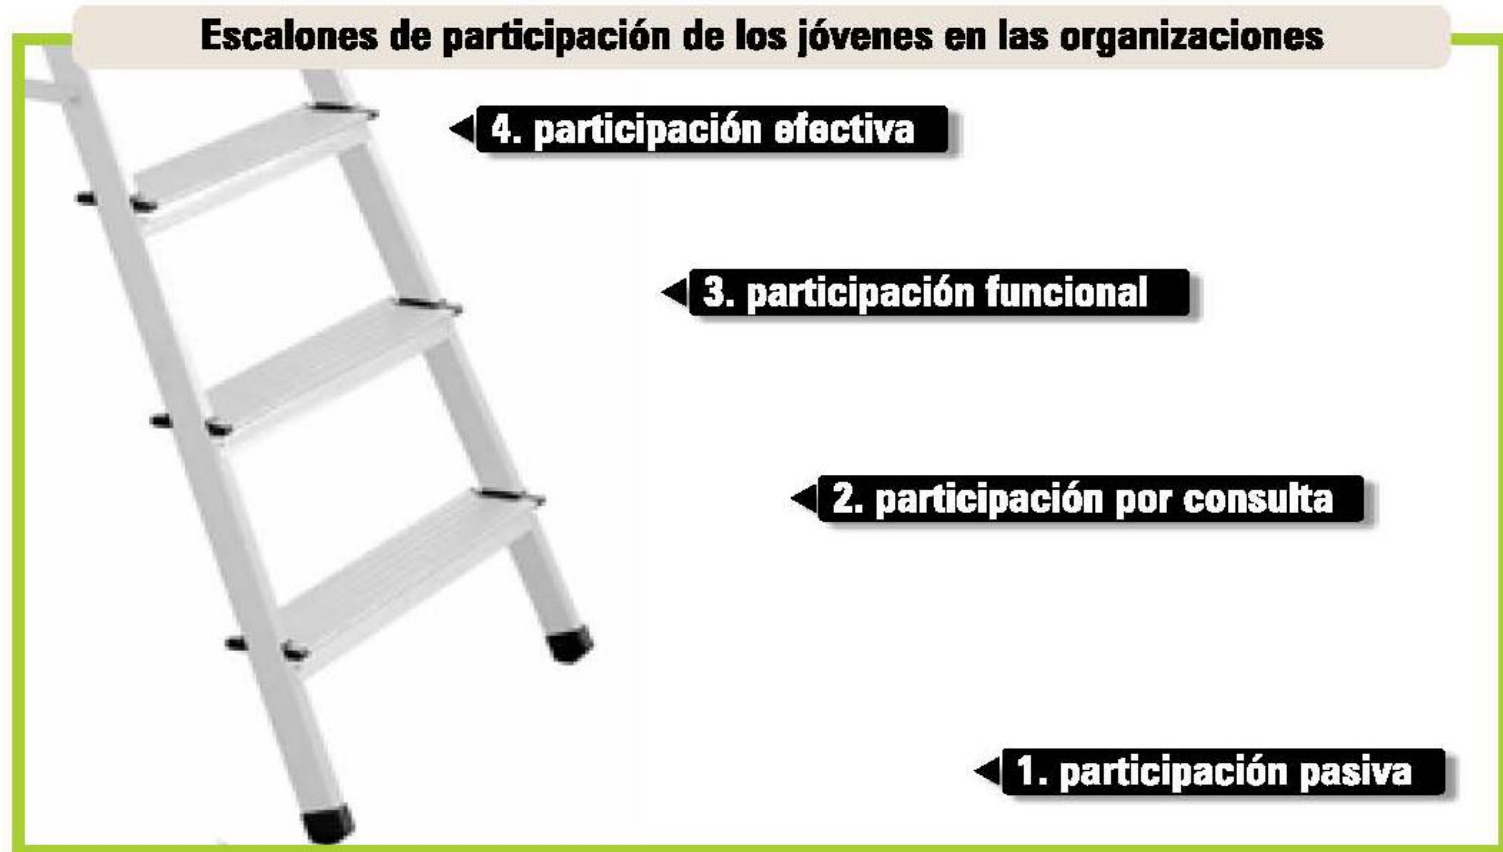 Escalones de participación de los jóvenes en las organizaciones
4. participación efectiva
3. participación funcional
2. participación por consulta
1. participación pasiva